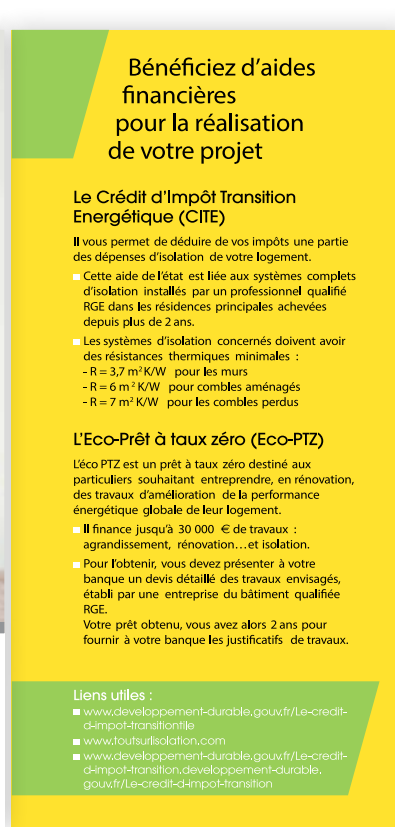 Bénéficiez d'aides
financières
pour la réalisation
de votre projet
Le Crédit d'Impôt Transition
Energétique (CITE)
Il vous permet de déduire de vos impôts une partie
des dépenses d'isolation de votre logement.
Cette aide de l'état est liée aux systèmes complets
d'isolation installés par un professionnel qualifié
RGE dans les résidences principales achevées
depuis plus de 2 ans.
Les systèmes d'isolation concernés doivent avoir
des résistances thermiques minimales :
- R = 3,7 m² K/W pour les murs
- R = 6 m² K/W pour combles aménagés
- R = 7 m² K/W pour les combles perdus
L'Eco-Prêt à taux zéro (Eco-PTZ)
L'éco PTZ est un prêt à taux zéro destiné aux
particuliers souhaitant entreprendre, en rénovation,
des travaux d'amélioration de la performance
énergétique globale de leur logement.
Il finance jusqu'à 30 000 € de travaux :
agrandissement, rénovation…et isolation.
Pour l'obtenir, vous devez présenter à votre
banque un devis détaillé des travaux envisagés,
établi par une entreprise du bâtiment qualifiée
RGE.
Votre prêt obtenu, vous avez alors 2 ans pour
fournir à votre banque les justificatifs de travaux.
Liens utiles :
www.developpement-durable.gouv.fr/Le-credit-
d-impot-transitiontile
www.toutsurlisolation.com
www.developpement-durable.gouv.fr/Le-credit-
d-impot-transition.developpement-durable.
gouv.fr/Le-credit-d-impot-transition